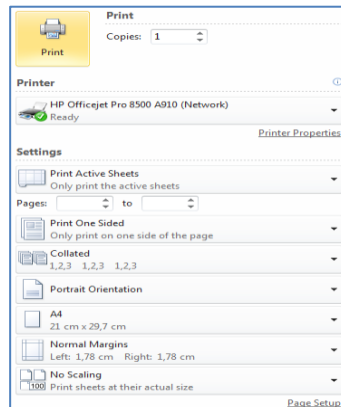 Print
Print
Copies: 1
Printer
HP Officejet Pro 8500 A910 (Network)
Ready
Printer Properties
Settings
Print Active Sheets
Only print the active sheets
Pages: to
Print One Sided
Only print on one side of the page
Collated
1,2,3 1,2,3 1,2,3
Portrait Orientation
A4
21 cm x 29,7 cm
Normal Margins
Left: 1,78 cm Right: 1,78 cm
No Scaling
100 Print sheets at their actual size
Page Setup